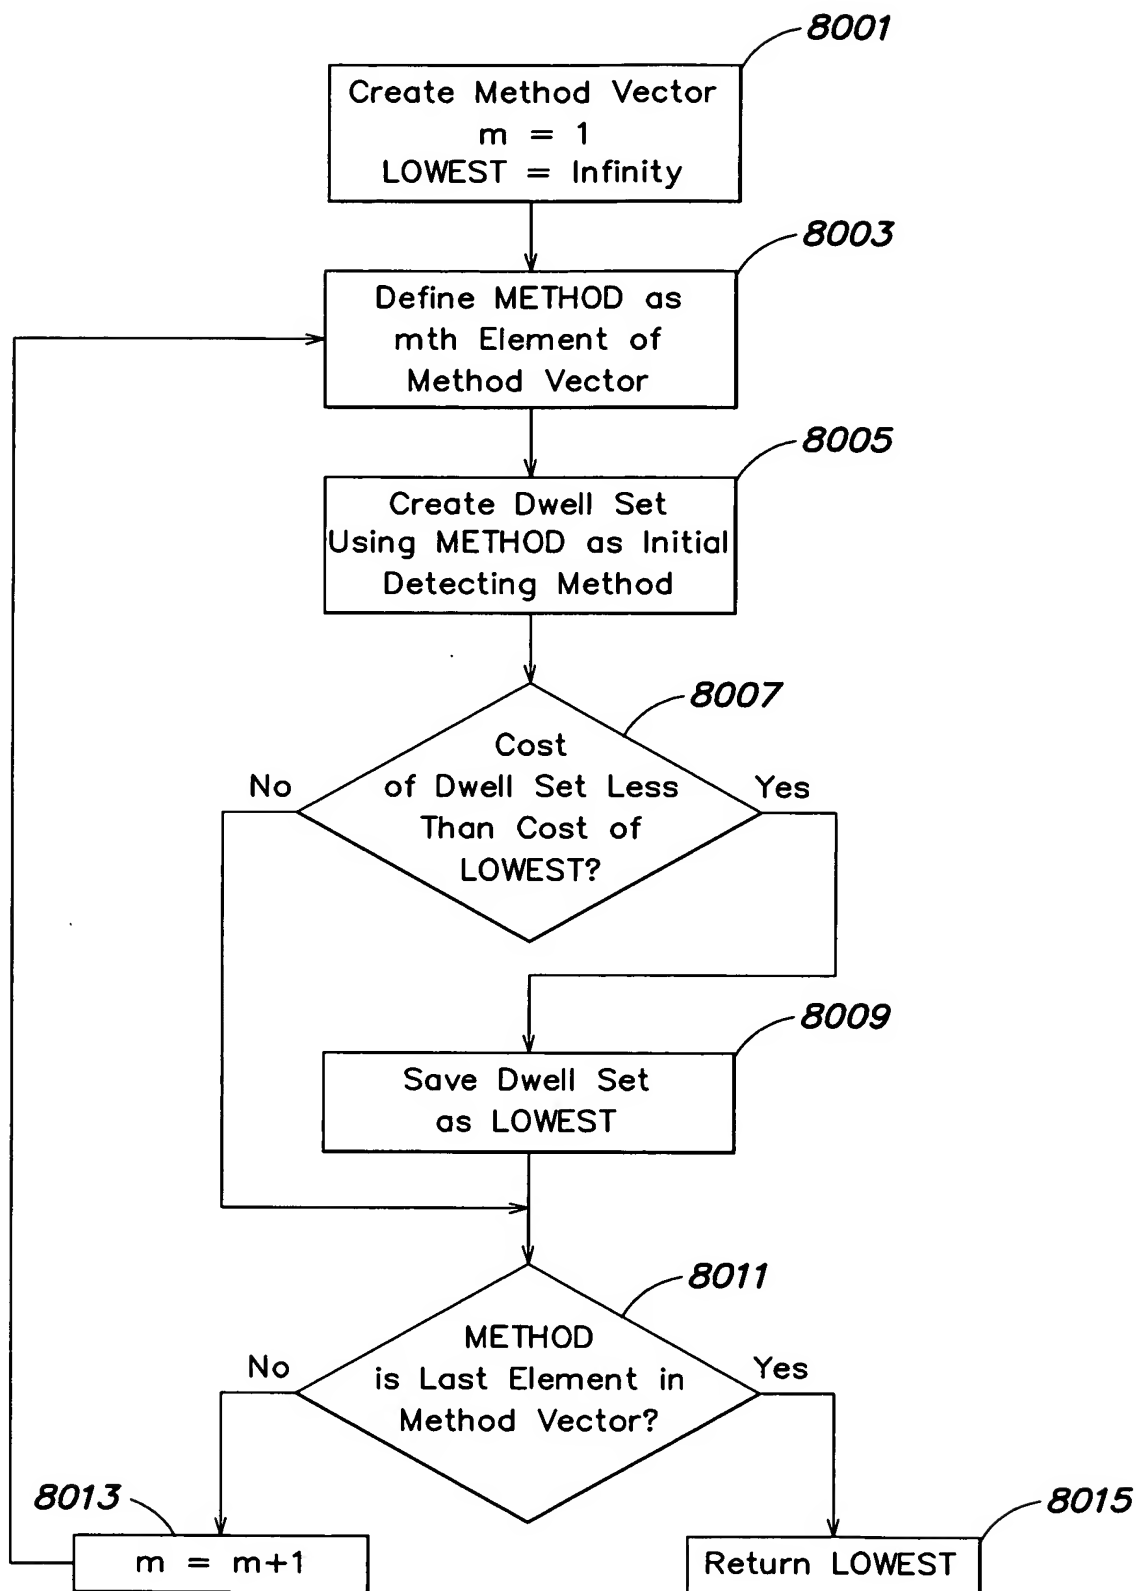 8001
Create Method Vector
m = 1
LOWEST = Infinity
8003
Define METHOD as
mth Element of
Method Vector
8005
Create Dwell Set
Using METHOD as Initial
Detecting Method
8007
Cost
of Dwell Set Less
Than Cost of
LOWEST?
No
Yes
8009
Save Dwell Set
as LOWEST
8011
METHOD
is Last Element in
Method Vector?
No
Yes
8013
m = m+1
8015
Return LOWEST